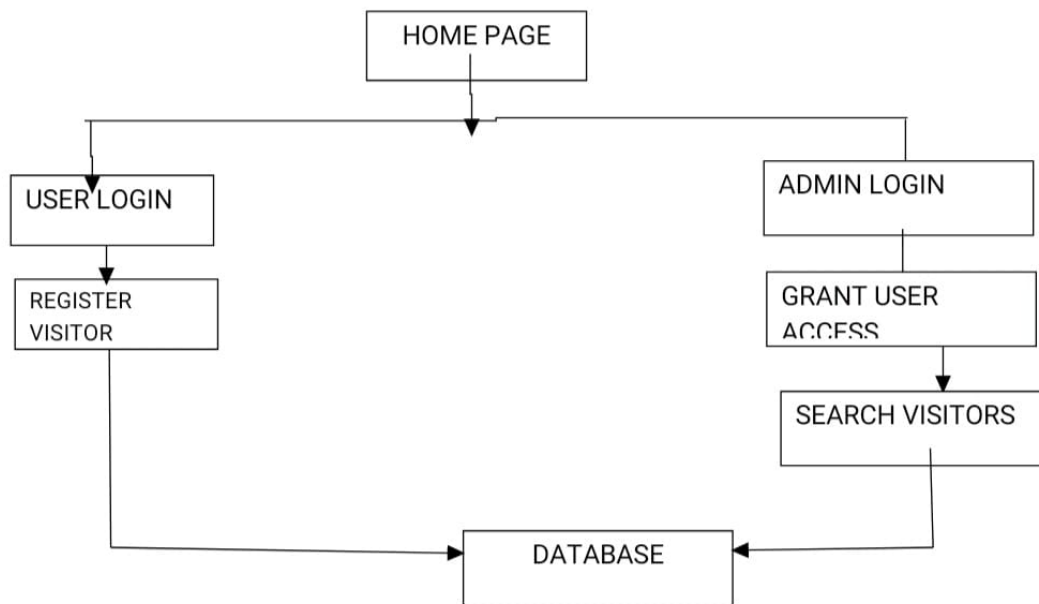 HOME PAGE
USER LOGIN
ADMIN LOGIN
REGISTER
VISITOR
GRANT USER
ACCESS
SEARCH VISITORS
DATABASE